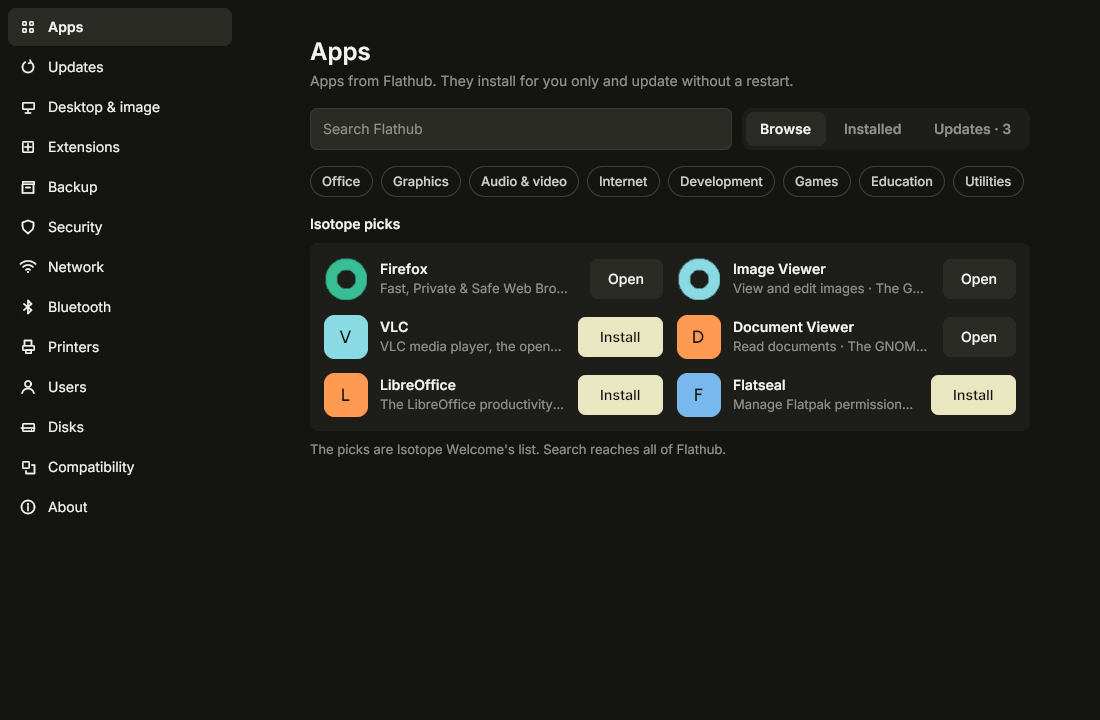 Apps
Updates
Desktop & image
Extensions
Backup
Security
Network
Bluetooth
Printers
Users
Disks
Compatibility
About
Apps
Apps from Flathub. They install for you only and update without a restart.
Search Flathub
Browse
Installed
Updates · 3
Office
Graphics
Audio & video
Internet
Development
Games
Education
Utilities
Isotope picks
Firefox
Fast, Private & Safe Web Bro...
Open
Image Viewer
View and edit images · The G...
Open
V
VLC
VLC media player, the open...
Install
D
Document Viewer
Read documents · The GNOM...
Open
L
LibreOffice
The LibreOffice productivity...
Install
F
Flatseal
Manage Flatpak permission...
Install
The picks are Isotope Welcome's list. Search reaches all of Flathub.